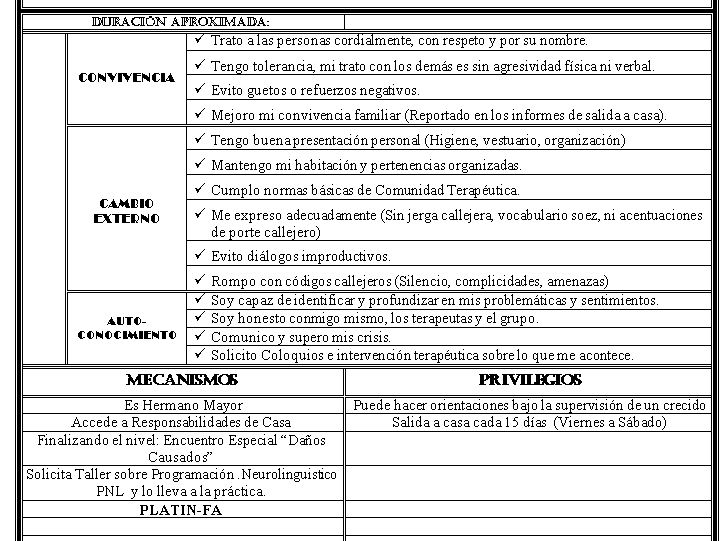 DURACIÓN APROXIMADA:
CONVIVENCIA
✓ Trato a las personas cordialmente, con respeto y por su nombre.
✓ Tengo tolerancia, mi trato con los demás es sin agresividad física ni verbal.
✓ Evito guetos o refuerzos negativos.
✓ Mejoro mi convivencia familiar (Reportado en los informes de salida a casa).
CAMBIO
EXTERNO
✓ Tengo buena presentación personal (Higiene, vestuario, organización)
✓ Mantengo mi habitación y pertenencias organizadas.
✓ Cumplo normas básicas de Comunidad Terapéutica.
✓ Me expreso adecuadamente (Sin jerga callejera, vocabulario soez, ni acentuaciones
de porte callejero)
✓ Evito diálogos improductivos.
✓ Rompo con códigos callejeros (Silencio, complicidades, amenazas)
AUTO-
CONOCIMIENTO
✓ Soy capaz de identificar y profundizar en mis problemáticas y sentimientos.
✓ Soy honesto conmigo mismo, los terapeutas y el grupo.
✓ Comunico y supero mis crisis.
✓ Solicito Coloquios e intervención terapéutica sobre lo que me acontece.
MECANISMOS
PRIVILEGIOS
Es Hermano Mayor
Puede hacer orientaciones bajo la supervisión de un crecido
Accede a Responsabilidades de Casa
Salida a casa cada 15 días (Viernes a Sábado)
Finalizando el nivel: Encuentro Especial “Daños
Causados”
Solicita Taller sobre Programación .Neurolinguistico
PNL y lo lleva a la práctica.
PLATIN-FA